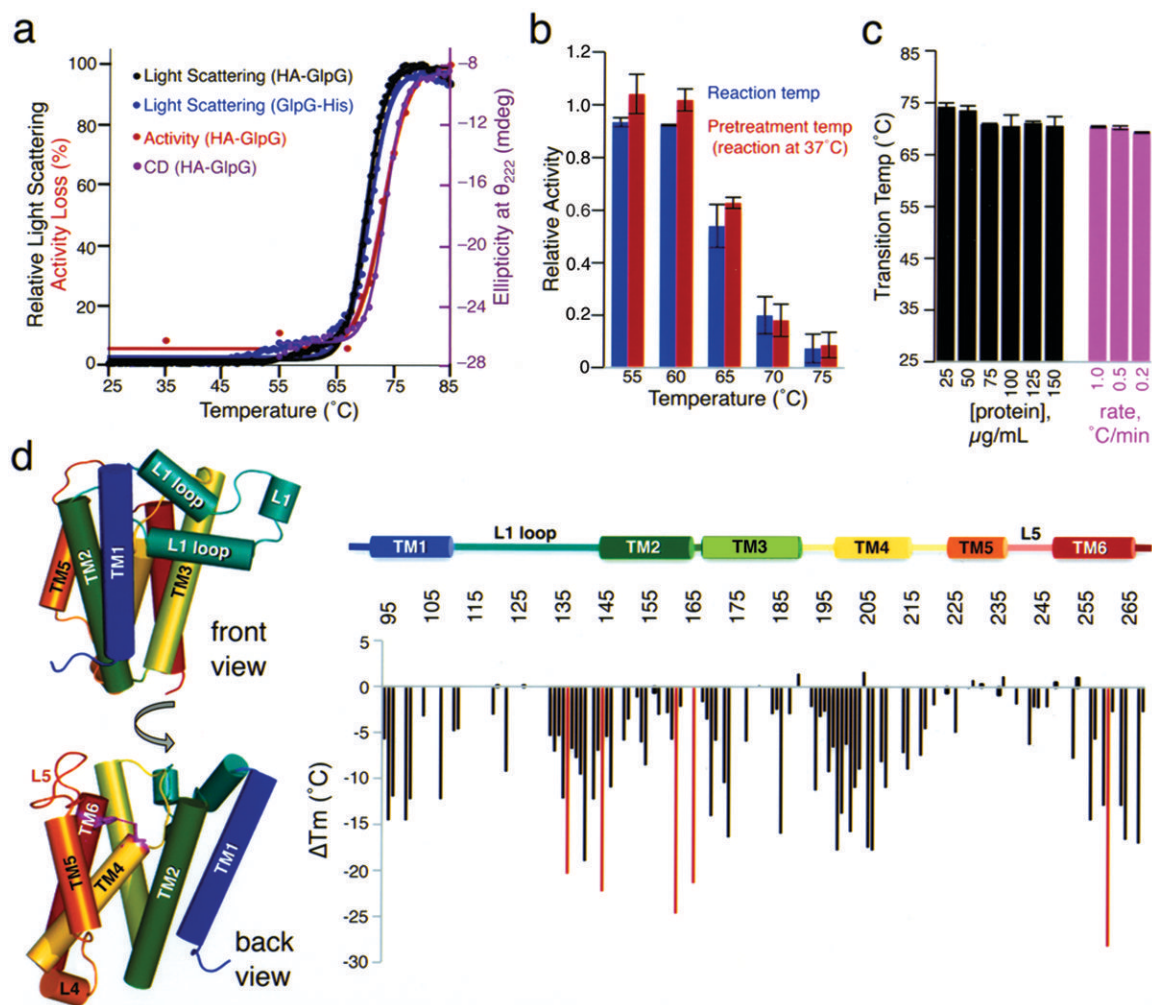 a
Relative Light Scattering
Activity Loss (%)
100
80
60
40
20
0
Light Scattering (HA-GlpG)
Light Scattering (GlpG-His)
Activity (HA-GlpG)
CD (HA-GlpG)
−8
−12
−16
−20
−24
−28
Ellipticity at θ222 (mdeg)
25 35 45 55 65 75 85
Temperature (˚C)
b
Relative Activity
1.2
1.0
0.8
0.6
0.4
0.2
0
Reaction temp
Pretreatment temp
(reaction at 37˚C)
55 60 65 70 75
Temperature (˚C)
c
Transition Temp (˚C)
85
75
65
55
45
35
25
25 50 75 100 125 150
1.0 0.5 0.2
[protein],
µg/mL
rate,
˚C/min
d
L1 loop
L1
L1 loop
TM5
TM2
TM1
TM3
front
view
L5
TM6
TM5
TM4
TM2
TM1
L4
back
view
TM1 L1 loop TM2 TM3 TM4 TM5 L5 TM6
95 105 115 125 135 145 155 165 175 185 195 205 215 225 235 245 255 265
ΔTm (˚C)
5
0
-5
-10
-15
-20
-25
-30